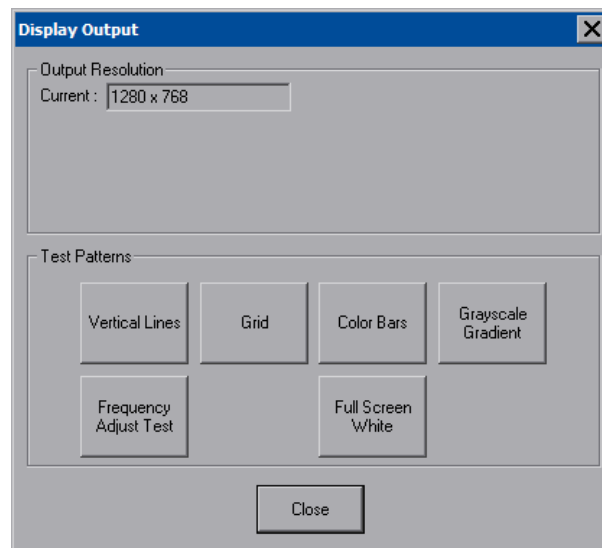 Display Output
Output Resolution
Current : 1280 x 768
Test Patterns
Vertical Lines
Grid
Color Bars
Grayscale
Gradient
Frequency
Adjust Test
Full Screen
White
Close